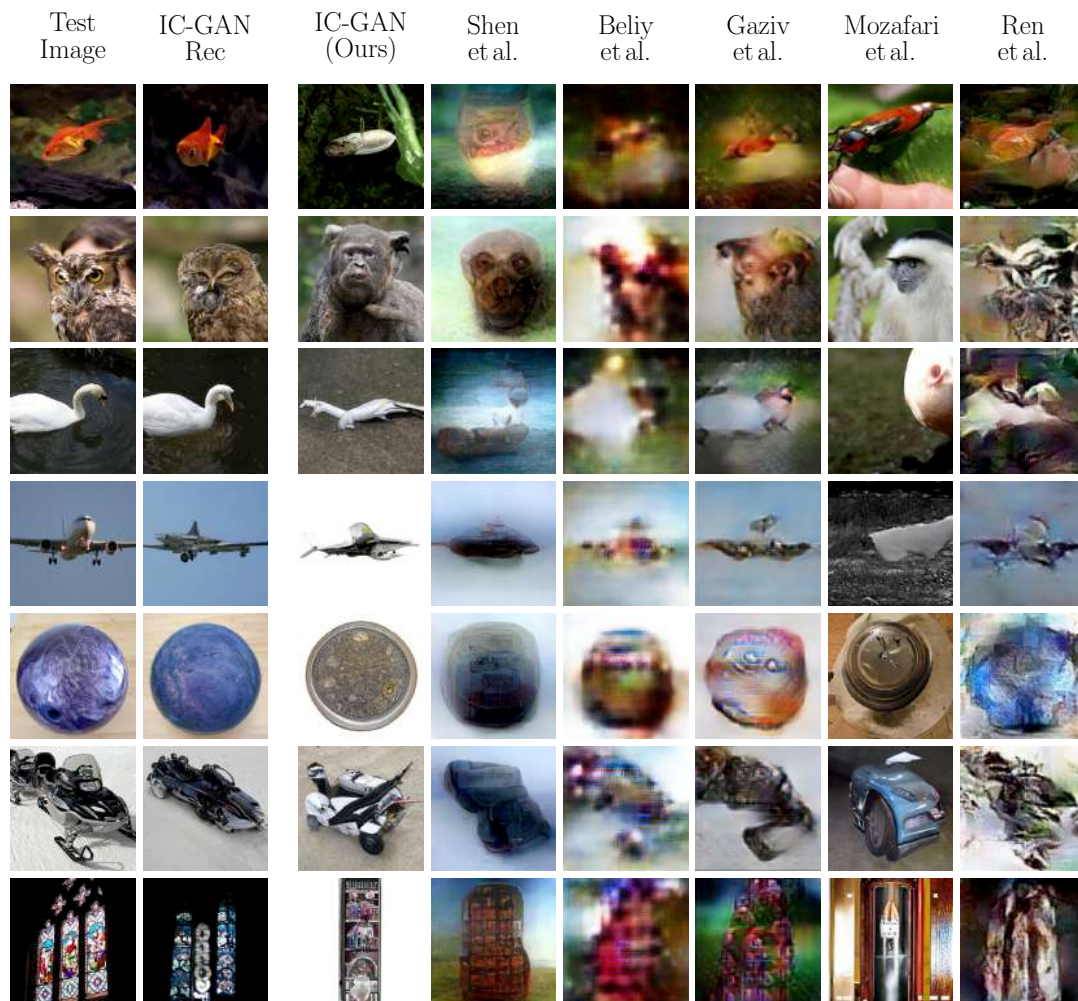 Test Image
IC-GAN Rec
IC-GAN (Ours)
Shen et al.
Beliy et al.
Gaziv et al.
Mozafari et al.
Ren et al.